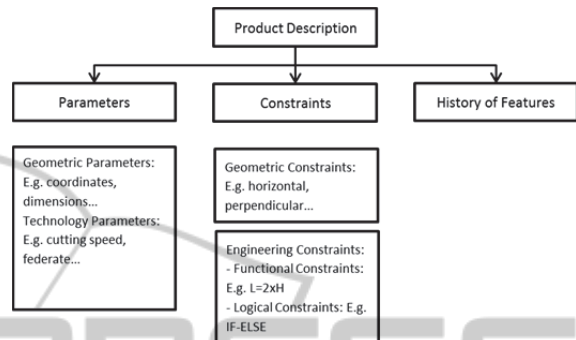 Product Description
Parameters
Constraints
History of Features
Geometric Parameters:
E.g. coordinates,
dimensions...
Technology Parameters:
E.g. cutting speed,
federate...
Geometric Constraints:
E.g. horizontal,
perpendicular...
Engineering Constraints:
- Functional Constraints:
E.g. L=2xH
- Logical Constraints: E.g.
IF-ELSE